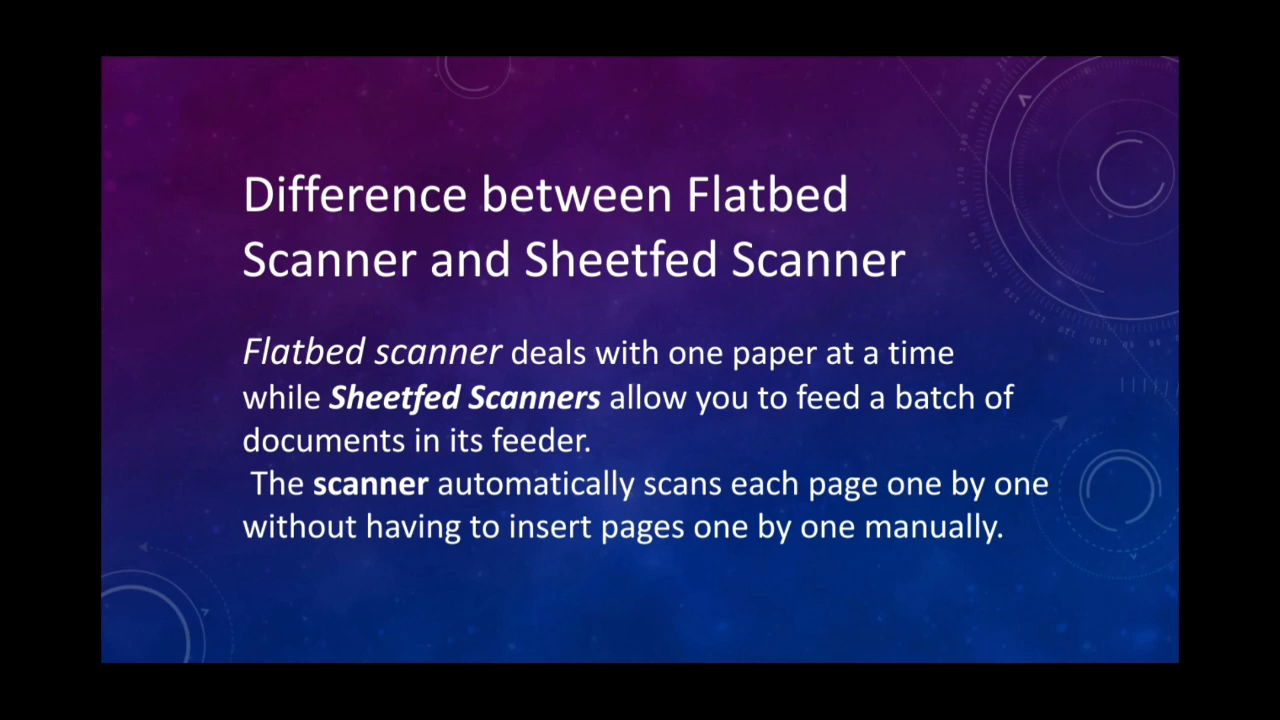 Difference between Flatbed
Scanner and Sheetfed Scanner
Flatbed scanner deals with one paper at a time
while Sheetfed Scanners allow you to feed a batch of
documents in its feeder.
The scanner automatically scans each page one by one
without having to insert pages one by one manually.